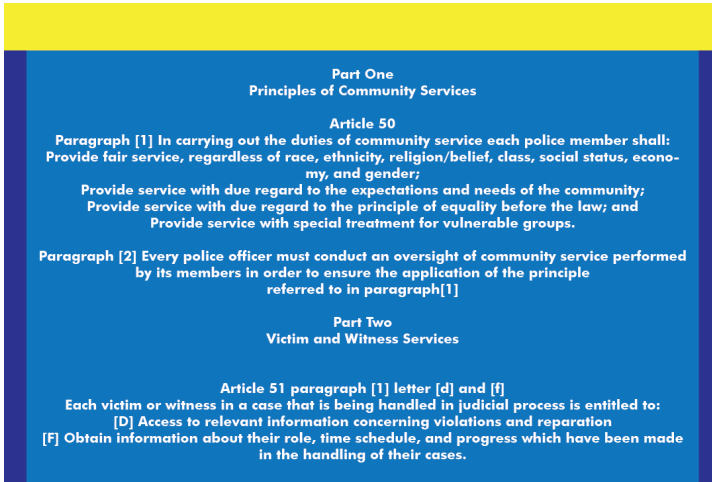 Part One
Principles of Community Services
Article 50
Paragraph [1] In carrying out the duties of community service each police member shall:
Provide fair service, regardless of race, ethnicity, religion/belief, class, social status, econo-
my, and gender;
Provide service with due regard to the expectations and needs of the community;
Provide service with due regard to the principle of equality before the law; and
Provide service with special treatment for vulnerable groups.
Paragraph [2] Every police officer must conduct an oversight of community service performed
by its members in order to ensure the application of the principle
referred to in paragraph[1]
Part Two
Victim and Witness Services
Article 51 paragraph [1] letter [d] and [f]
Each victim or witness in a case that is being handled in judicial process is entitled to:
[D] Access to relevant information concerning violations and reparation
[F] Obtain information about their role, time schedule, and progress which have been made
in the handling of their cases.